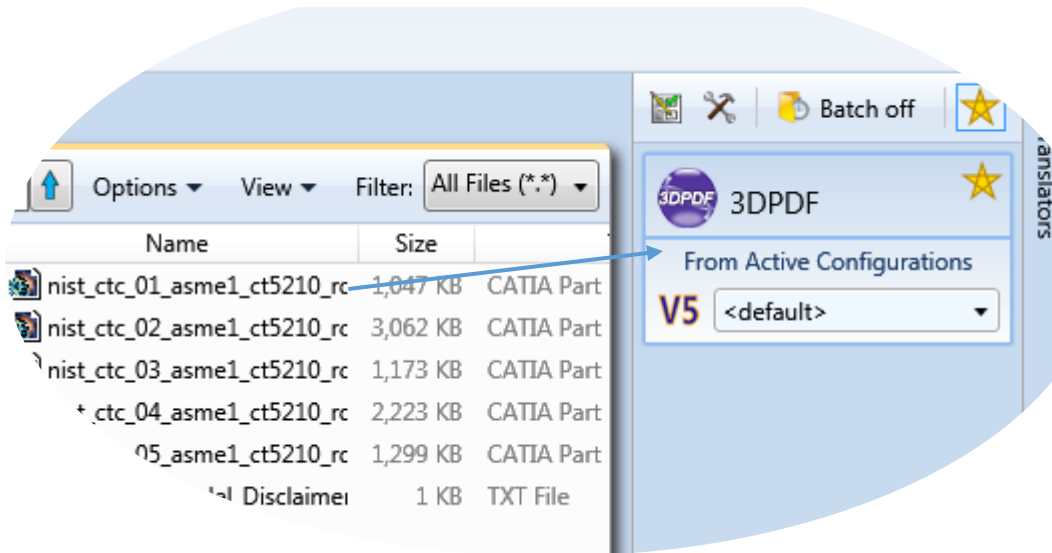 Batch off
Options View Filter: All Files (*.*)
Name Size
nist_ctc_01_asme1_ct5210_rc 1,047 KB CATIA Part
nist_ctc_02_asme1_ct5210_rc 3,062 KB CATIA Part
nist_ctc_03_asme1_ct5210_rc 1,173 KB CATIA Part
ctc_04_asme1_ct5210_rc 2,223 KB CATIA Part
05_asme1_ct5210_rc 1,299 KB CATIA Part
Disclaimer 1 KB TXT File
3DPDF 3DPDF
From Active Configurations
V5 <default>
ranslators